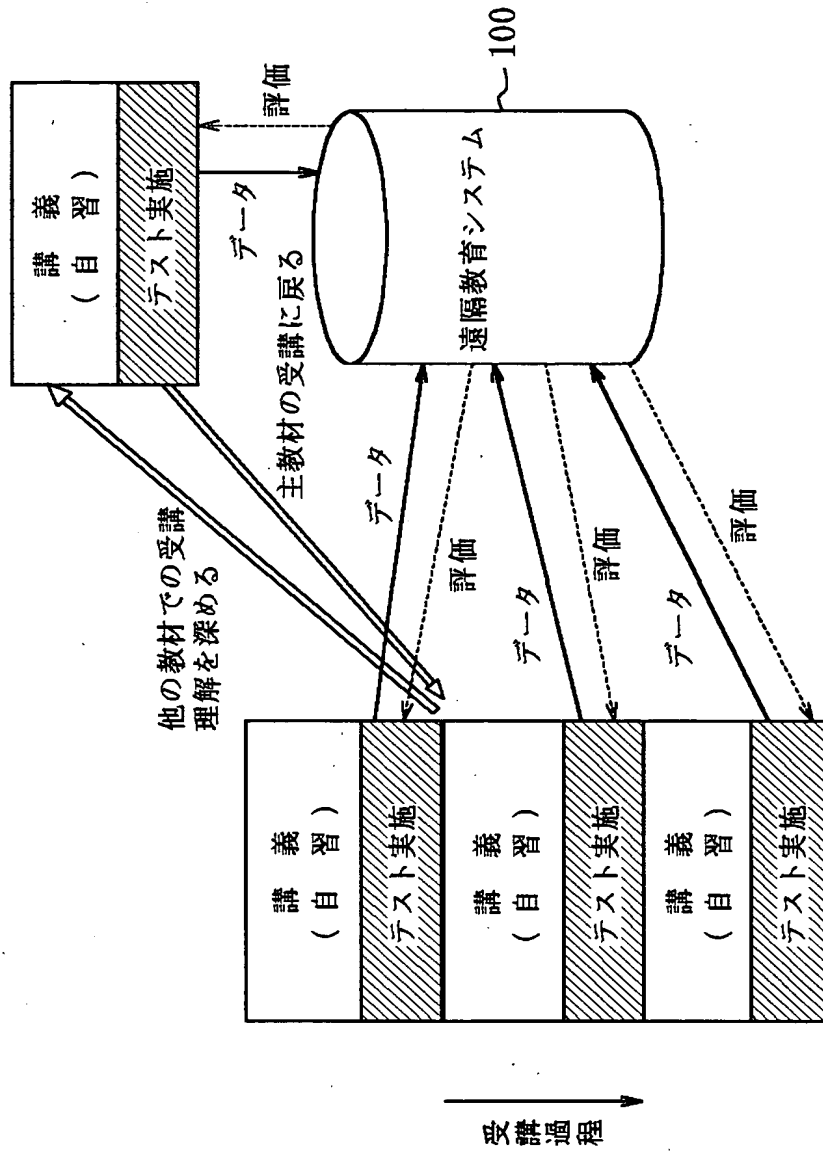 講　義
（自　習）
テスト実施
データ
評価
他の教材での受講
理解を深める
主教材の受講に戻る
講　義
（自　習）
テスト実施
講　義
（自　習）
テスト実施
講　義
（自　習）
テスト実施
データ
評価
データ
評価
データ
評価
遠隔教育システム
100
受講過程